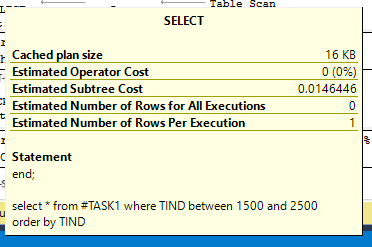 Table Scan
SELECT
Cached plan size 16 KB
Estimated Operator Cost 0 (0%)
Estimated Subtree Cost 0.0146446
Estimated Number of Rows for All Executions 0
Estimated Number of Rows Per Execution 1
%
Statement
end;
select * from #TASK1 where TIND between 1500 and 2500
order by TIND